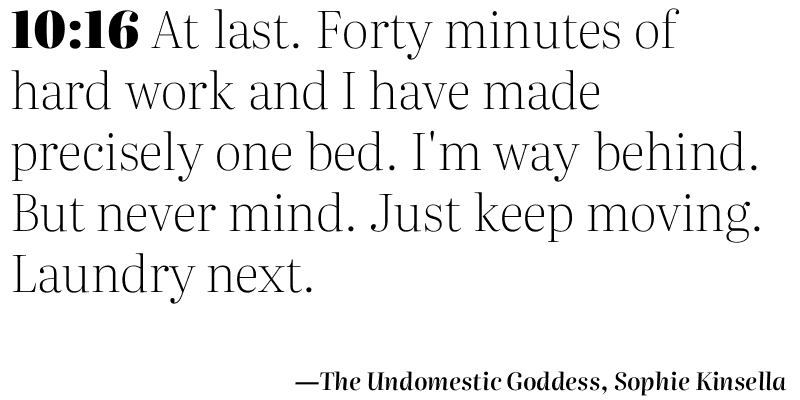 10:16 At last. Forty minutes of
hard work and I have made
precisely one bed. I'm way behind.
But never mind. Just keep moving.
Laundry next.
—The Undomestic Goddess, Sophie Kinsella